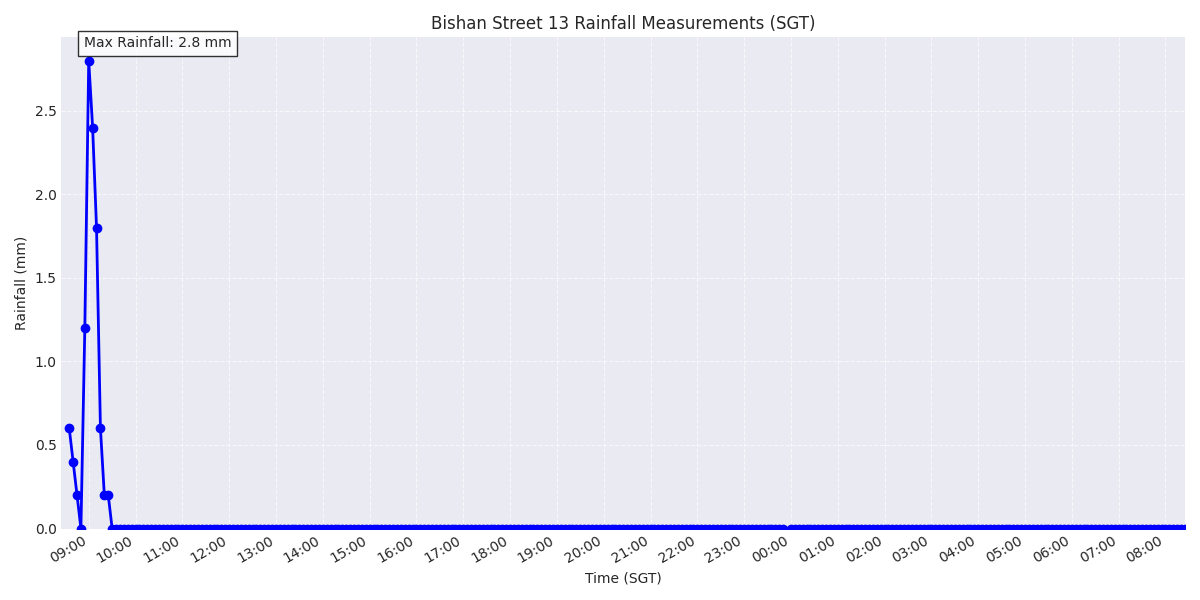 Bishan Street 13 Rainfall Measurements (SGT)
Max Rainfall: 2.8 mm
2.5
2.0
1.5
1.0
0.5
0.0
Rainfall (mm)
09:00 10:00 11:00 12:00 13:00 14:00 15:00 16:00 17:00 18:00 19:00 20:00 21:00 22:00 23:00 00:00 01:00 02:00 03:00 04:00 05:00 06:00 07:00 08:00
Time (SGT)